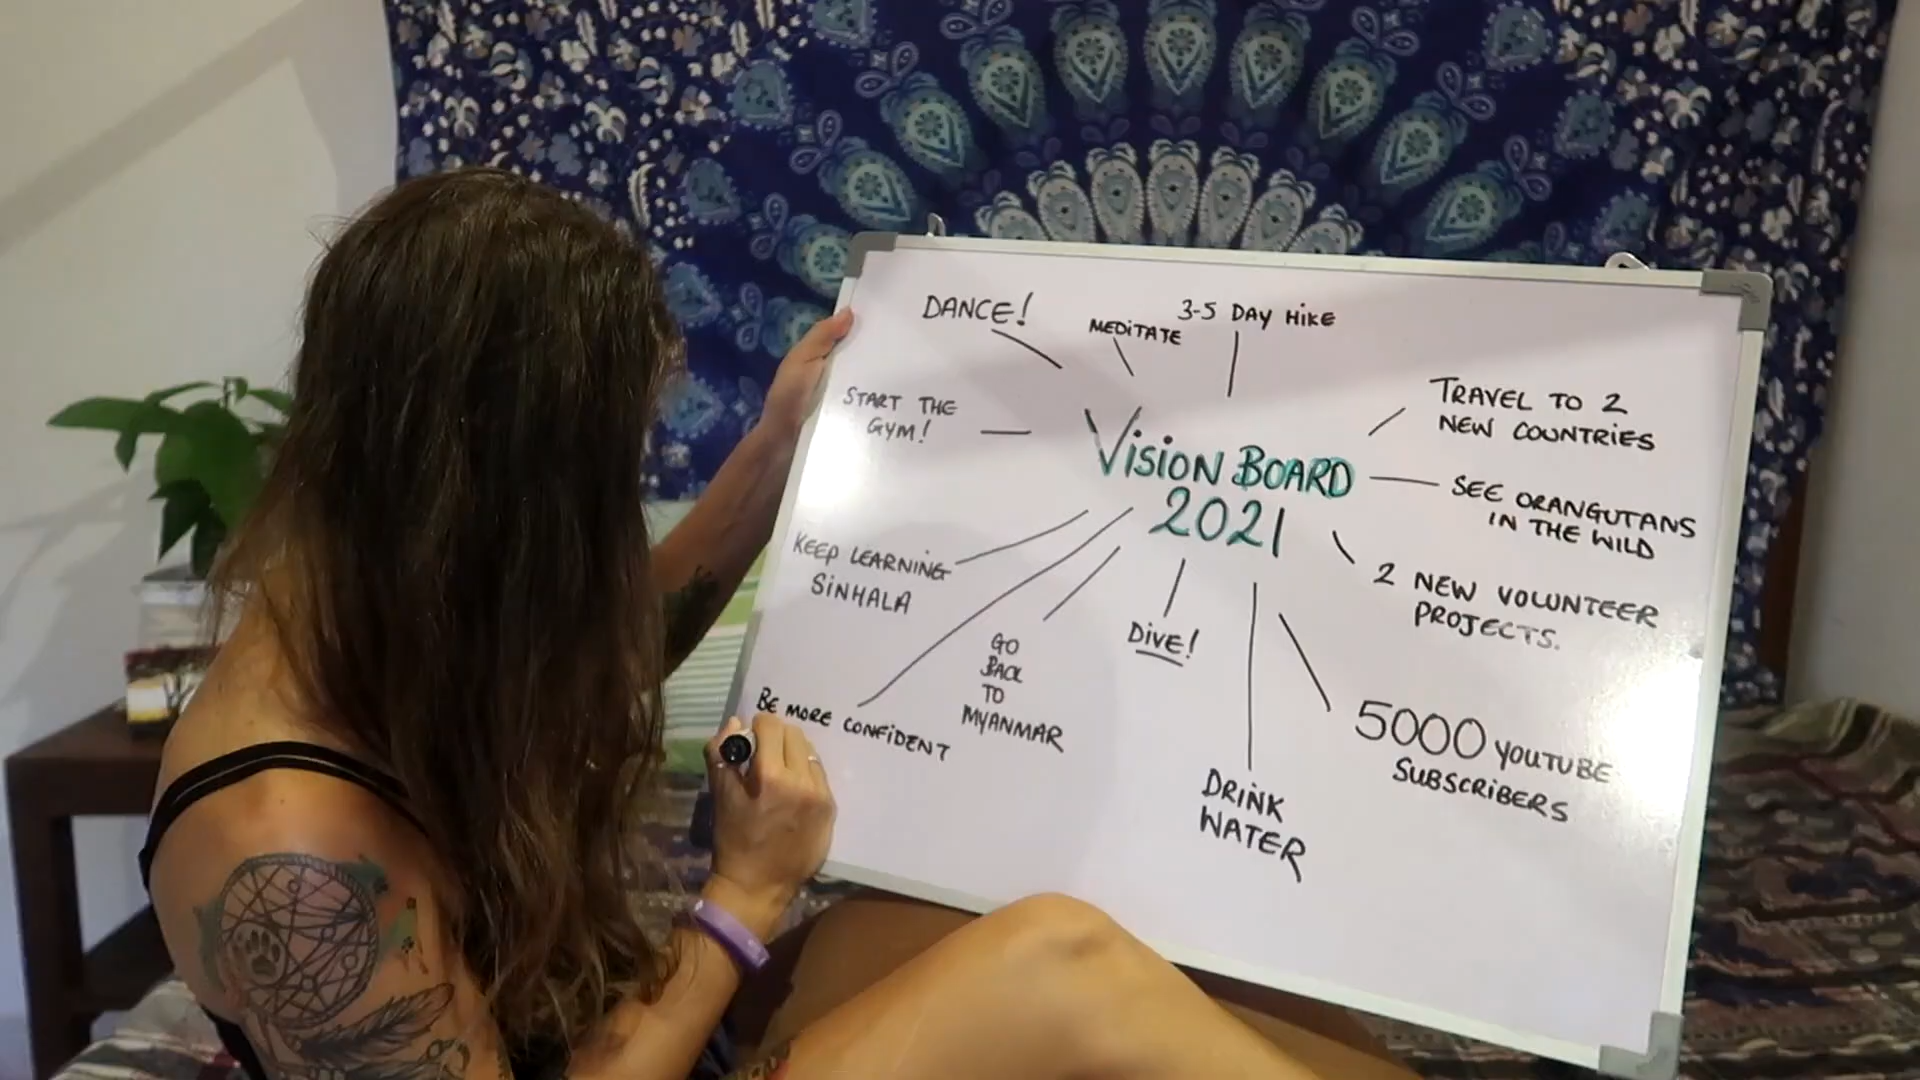 DANCE!
MEDITATE
3-5 DAY HIKE
TRAVEL TO 2
NEW COUNTRIES
START THE
GYM!
VISION BOARD
2021
SEE ORANGUTANS
IN THE WILD
KEEP LEARNING
SINHALA
2 NEW VOLUNTEER
PROJECTS.
GO
BACK
TO
MYANMAR
DIVE!
BE MORE CONFIDENT
5000 YOUTUBE
SUBSCRIBERS
DRINK
WATER